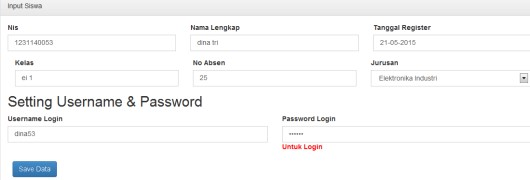 Input Siswa
Nis Nama Lengkap Tanggal Register
1231140053 dina tri 21-05-2015
Kelas No Absen Jurusan
ei 1 25 Elektronika Industri
Setting Username & Password
Username Login Password Login
dina53 ••••••
Untuk Login
Save Data